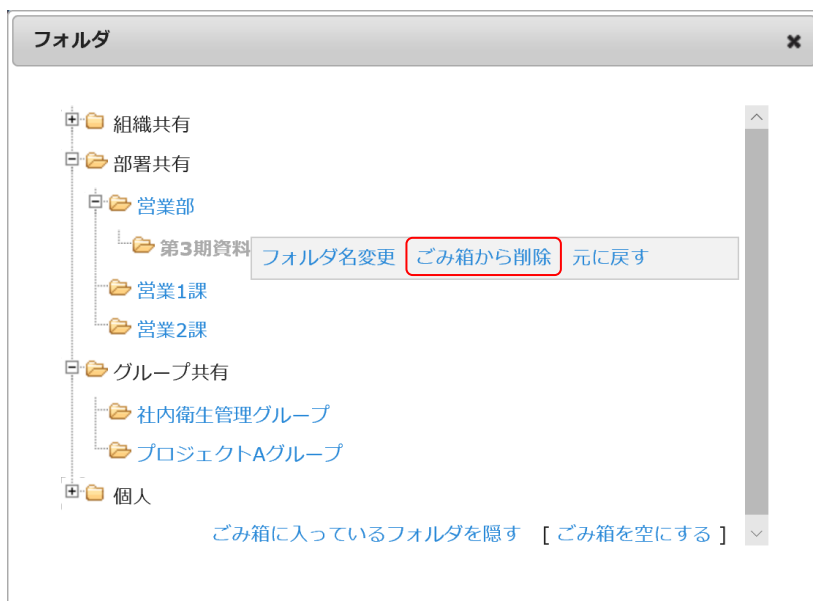 フォルダ
組織共有
部署共有
営業部
第3期資料 フォルダ名変更 ごみ箱から削除 元に戻す
営業1課
営業2課
グループ共有
社内衛生管理グループ
プロジェクトAグループ
個人
ごみ箱に入っているフォルダを隠す [ ごみ箱を空にする ]